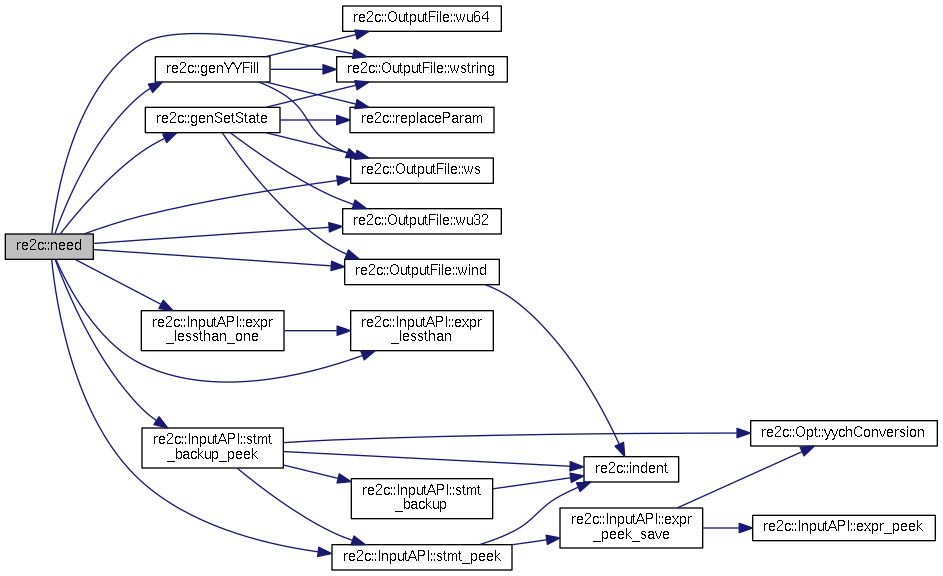 re2c::OutputFile::wu64
re2c::genYYFill
re2c::OutputFile::wstring
re2c::genSetState
re2c::replaceParam
re2c::OutputFile::ws
re2c::OutputFile::wu32
re2c::need
re2c::OutputFile::wind
re2c::InputAPI::expr
_lessthan_one
re2c::InputAPI::expr
_lessthan
re2c::InputAPI::stmt
_backup_peek
re2c::Opt::yychConversion
re2c::indent
re2c::InputAPI::stmt
_backup
re2c::InputAPI::expr
_peek_save
re2c::InputAPI::expr_peek
re2c::InputAPI::stmt_peek